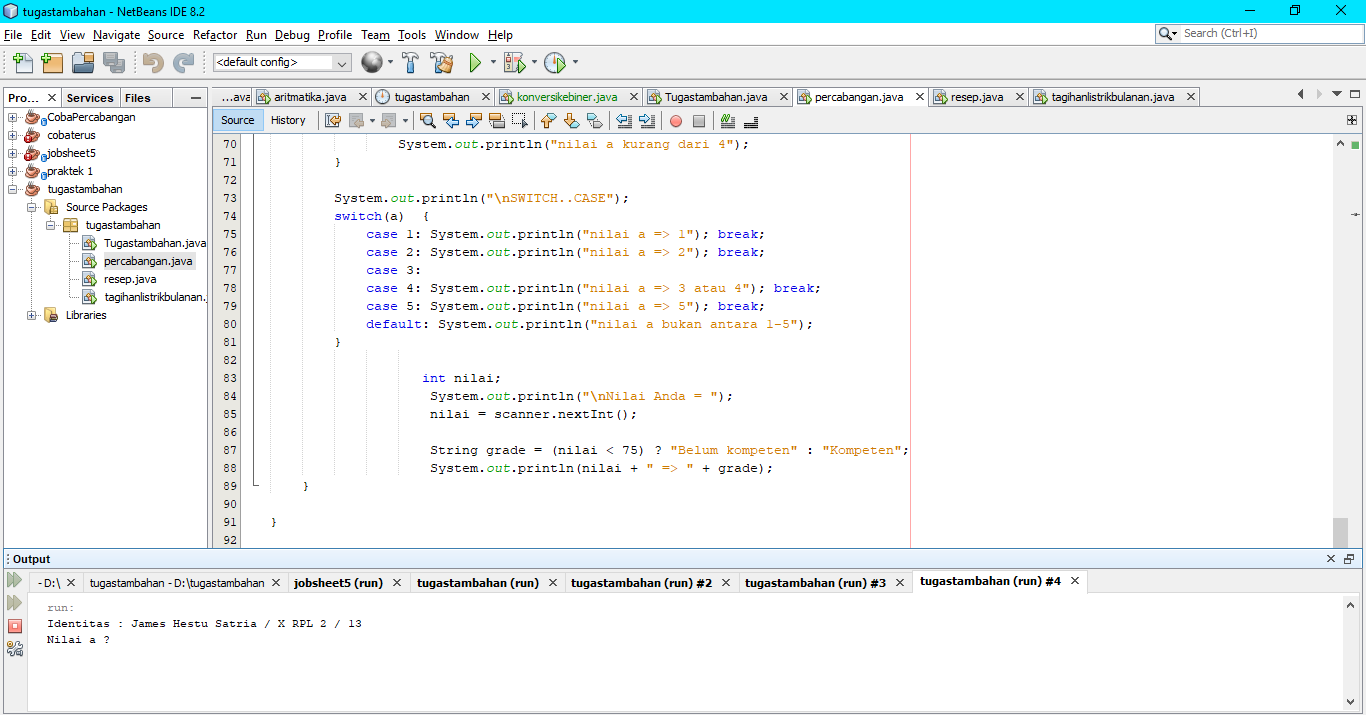 tugastambahan - NetBeans IDE 8.2
File Edit View Navigate Source Refactor Run Debug Profile Team Tools Window Help
Search (Ctrl+I)
<default config>
Pro... Services Files
...ava aritmatika.java tugastambahan konversikebiner.java Tugastambahan.java percabangan.java resep.java tagihanlistrikbulanan.java
Source History
CobaPercabangan
cobaterus
jobsheet5
praktek 1
tugastambahan
Source Packages
tugastambahan
Tugastambahan.java
percabangan.java
resep.java
tagihanlistrikbulanan.
Libraries
70 System.out.println("nilai a kurang dari 4");
71 }
72
73 System.out.println("\nSWITCH..CASE");
74 switch(a) {
75 case 1: System.out.println("nilai a => 1"); break;
76 case 2: System.out.println("nilai a => 2"); break;
77 case 3:
78 case 4: System.out.println("nilai a => 3 atau 4"); break;
79 case 5: System.out.println("nilai a => 5"); break;
80 default: System.out.println("nilai a bukan antara 1-5");
81 }
82
83 int nilai;
84 System.out.println("\nNilai Anda = ");
85 nilai = scanner.nextInt();
86
87 String grade = (nilai < 75) ? "Belum kompeten" : "Kompeten";
88 System.out.println(nilai + " => " + grade);
89 }
90
91 }
92
Output
- D:\ tugastambahan - D:\tugastambahan jobsheet5 (run) tugastambahan (run) tugastambahan (run) #2 tugastambahan (run) #3 tugastambahan (run) #4
run:
Identitas : James Hestu Satria / X RPL 2 / 13
Nilai a ?